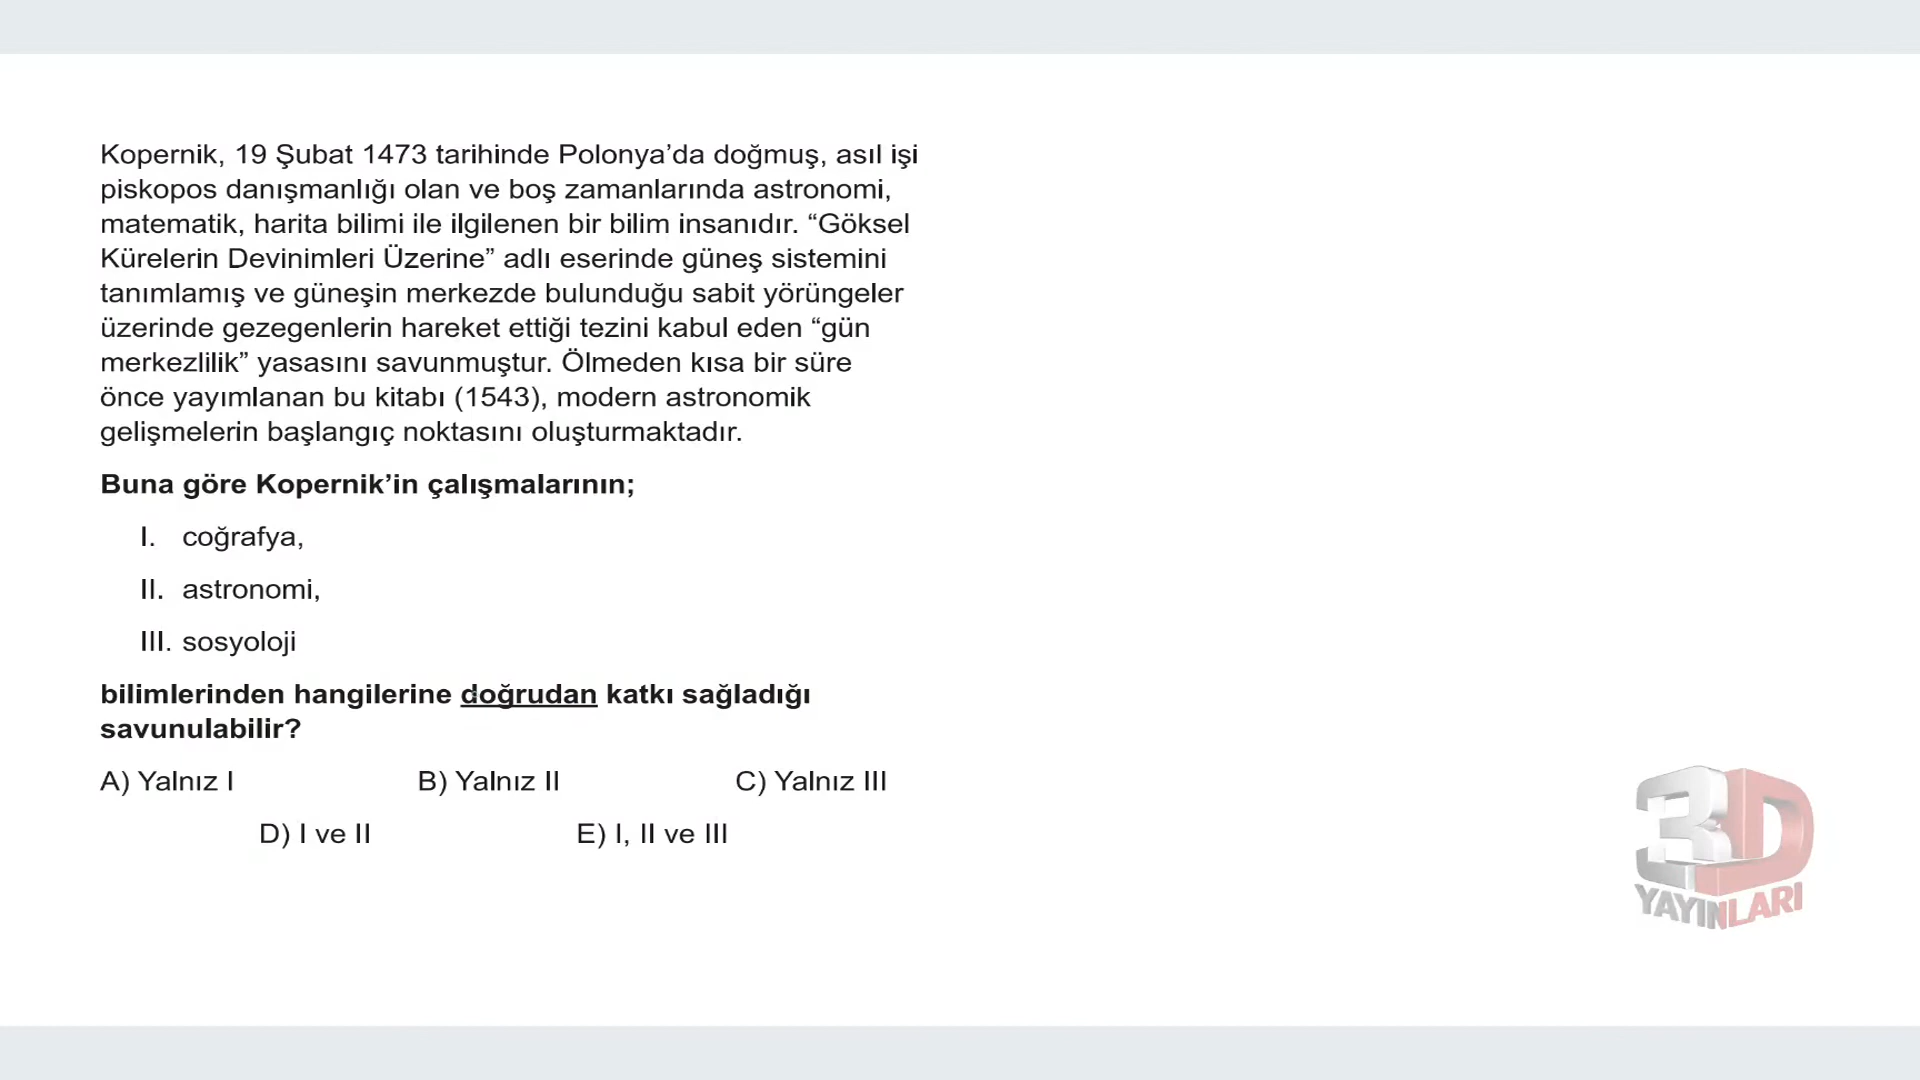 Kopernik, 19 Şubat 1473 tarihinde Polonya’da doğmuş, asıl işi
piskopos danışmanlığı olan ve boş zamanlarında astronomi,
matematik, harita bilimi ile ilgilenen bir bilim insanıdır. “Göksel
Kürelerin Devinimleri Üzerine” adlı eserinde güneş sistemini
tanımlamış ve güneşin merkezde bulunduğu sabit yörüngeler
üzerinde gezegenlerin hareket ettiği tezini kabul eden “gün
merkezlilik” yasasını savunmuştur. Ölmeden kısa bir süre
önce yayımlanan bu kitabı (1543), modern astronomik
gelişmelerin başlangıç noktasını oluşturmaktadır.
Buna göre Kopernik’in çalışmalarının;
I. coğrafya,
II. astronomi,
III. sosyoloji
bilimlerinden hangilerine doğrudan katkı sağladığı
savunulabilir?
A) Yalnız I B) Yalnız II C) Yalnız III
D) I ve II E) I, II ve III
3D
YAYINLARI